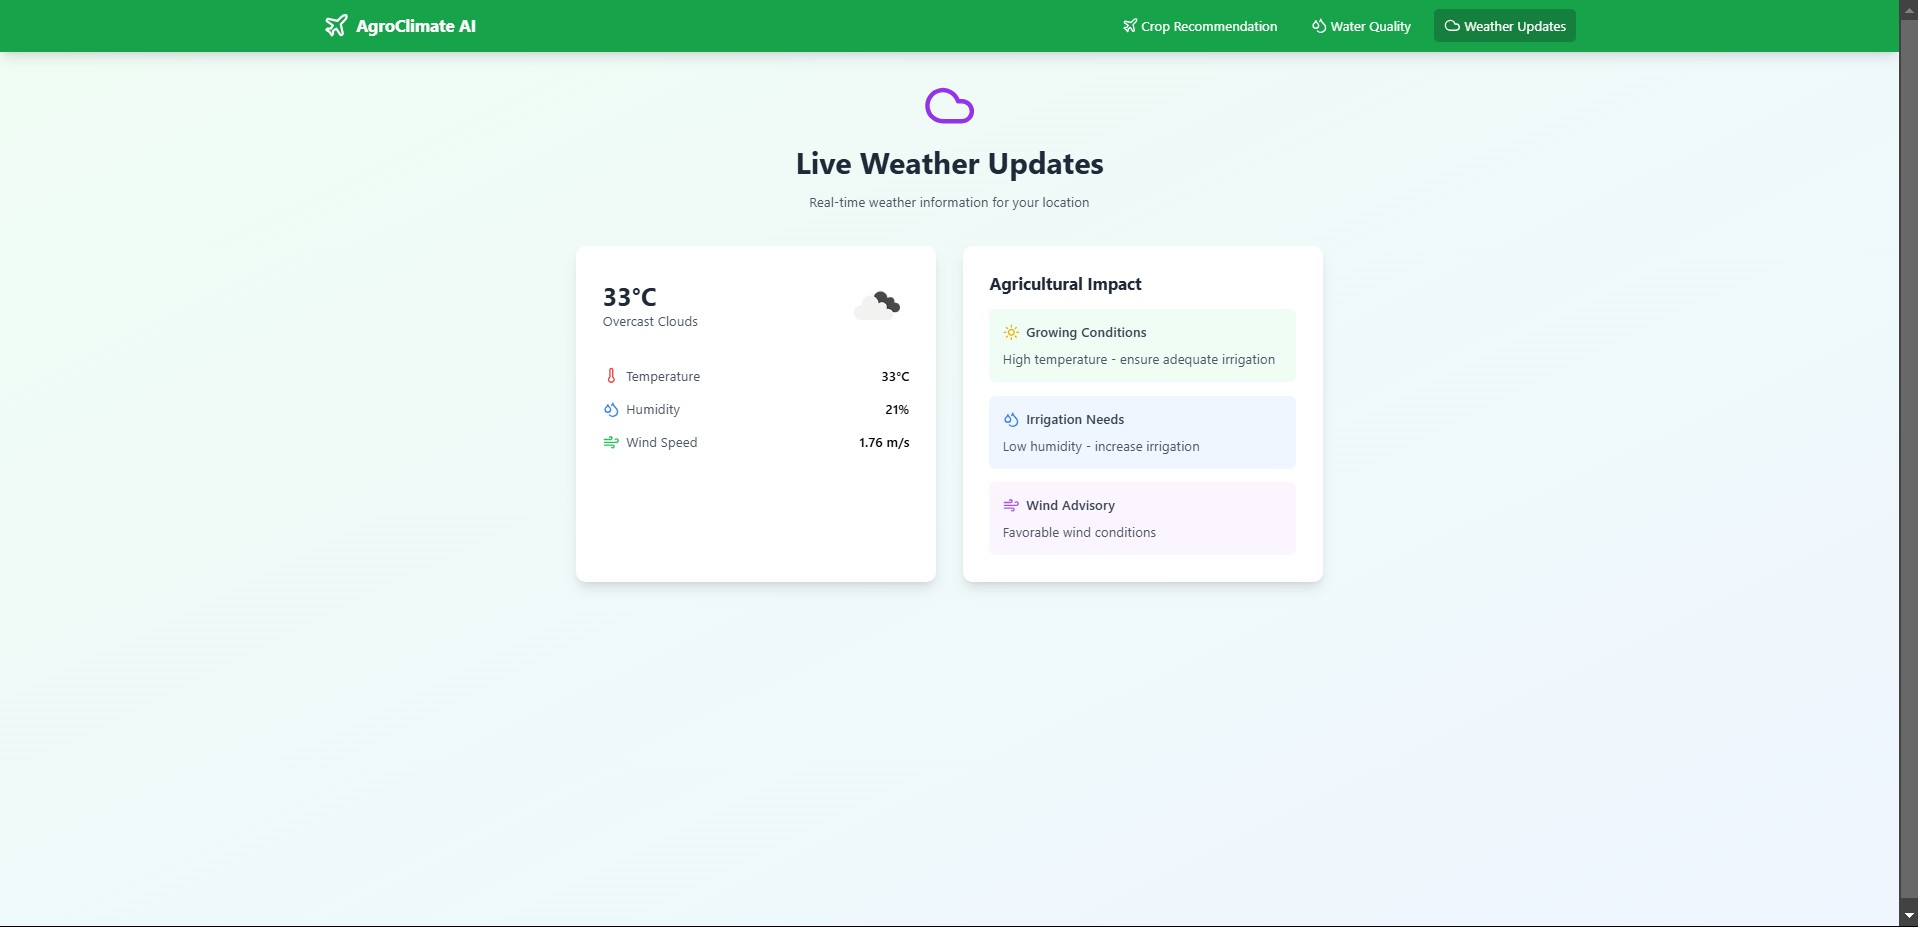 AgroClimate AI
Crop Recommendation
Water Quality
Weather Updates
Live Weather Updates
Real-time weather information for your location
33°C
Overcast Clouds
Temperature 33°C
Humidity 21%
Wind Speed 1.76 m/s
Agricultural Impact
Growing Conditions
High temperature - ensure adequate irrigation
Irrigation Needs
Low humidity - increase irrigation
Wind Advisory
Favorable wind conditions